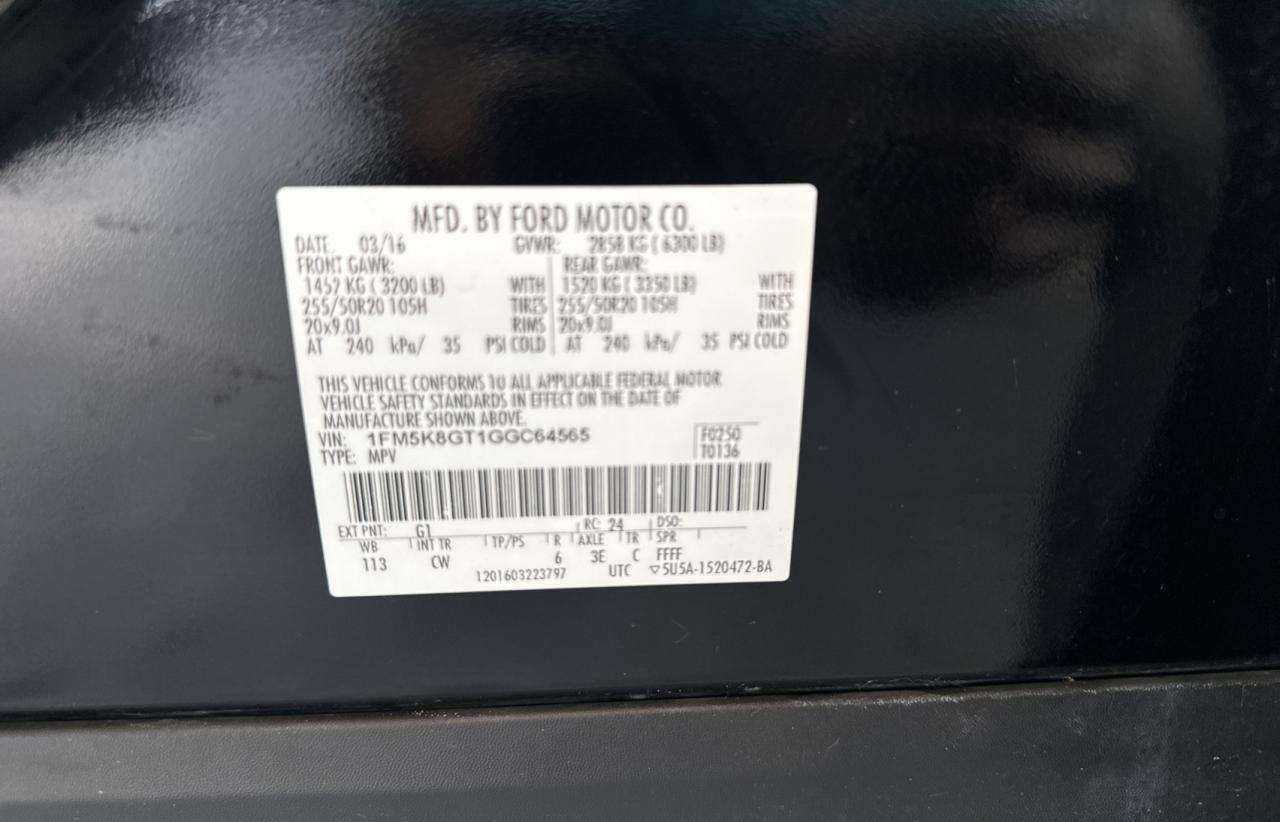 MFD. BY FORD MOTOR CO.
DATE: 03/16 GVWR: 2858 KG ( 6300 LB)
FRONT GAWR: REAR GAWR:
1452 KG ( 3200 LB) WITH 1520 KG ( 3350 LB) WITH
255/50R20 105H TIRES 255/50R20 105H TIRES
20x9.0J RIMS 20x9.0J RIMS
AT 240 kPa/ 35 PSI COLD AT 240 kPa/ 35 PSI COLD
THIS VEHICLE CONFORMS TO ALL APPLICABLE FEDERAL MOTOR
VEHICLE SAFETY STANDARDS IN EFFECT ON THE DATE OF
MANUFACTURE SHOWN ABOVE.
VIN: 1FM5K8GT1GGC64565 F0250
TYPE: MPV T0136
EXT PNT: G1 RC: 24 DSO:
WB INT TR TP/PS R AXLE TR SPR
113 CW 6 3E C FFFF
1201603223797 UTC ▽5U5A-1520472-BA